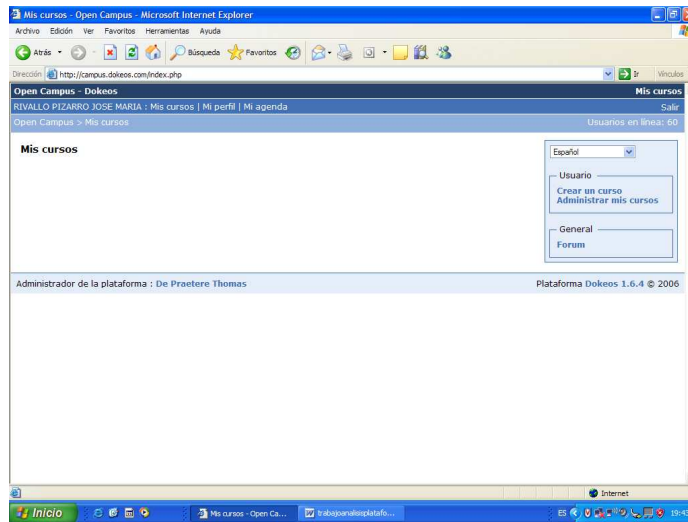 Mis cursos - Open Campus - Microsoft Internet Explorer
Archivo Edición Ver Favoritos Herramientas Ayuda
Atrás Búsqueda Favoritos
Dirección http://campus.dokeos.com/index.php Ir Vínculos
Open Campus - Dokeos Mis cursos
RIVALLO PIZARRO JOSE MARIA : Mis cursos | Mi perfil | Mi agenda Salir
Open Campus > Mis cursos Usuarios en línea: 60
Mis cursos
Español
Usuario
Crear un curso
Administrar mis cursos
General
Forum
Administrador de la plataforma : De Praetere Thomas Plataforma Dokeos 1.6.4 © 2006
Internet
Inicio Mis cursos - Open Ca... trabajoanalisisplatafo... ES 19:43